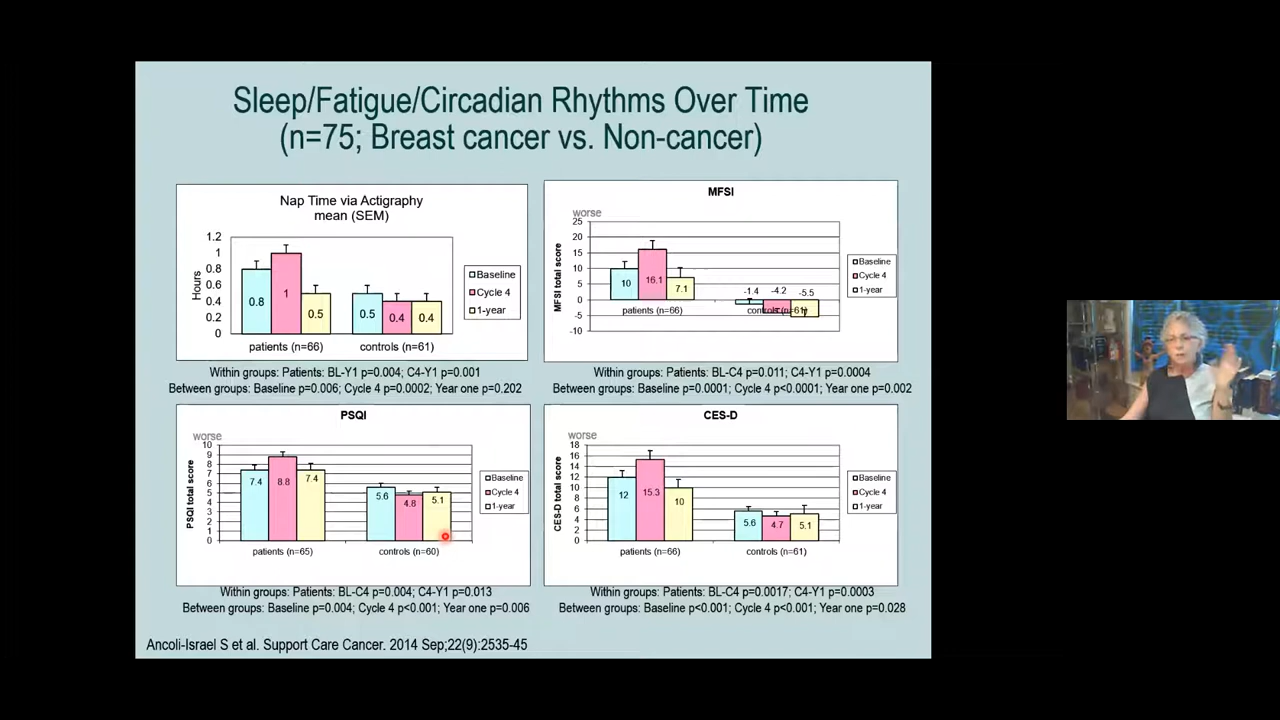 Sleep/Fatigue/Circadian Rhythms Over Time
(n=75; Breast cancer vs. Non-cancer)
Nap Time via Actigraphy
mean (SEM)
Hours
1.2
1
0.8
0.6
0.4
0.2
0
0.8
1
0.5
0.5
0.4
0.4
patients (n=66)
controls (n=61)
Baseline
Cycle 4
1-year
Within groups: Patients: BL-Y1 p=0.004; C4-Y1 p=0.001
Between groups: Baseline p=0.006; Cycle 4 p=0.0002; Year one p=0.202
MFSI
worse
MFSI total score
25
20
15
10
5
0
-5
-10
10
16.1
7.1
-1.4
-4.2
-5.5
patients (n=66)
controls (n=61)
Baseline
Cycle 4
1-year
Within groups: Patients: BL-C4 p=0.011; C4-Y1 p=0.0004
Between groups: Baseline p=0.0001; Cycle 4 p<0.0001; Year one p=0.002
PSQI
worse
PSQI total score
10
9
8
7
6
5
4
3
2
1
0
7.4
8.8
7.4
5.6
4.8
5.1
patients (n=65)
controls (n=60)
Baseline
Cycle 4
1-year
Within groups: Patients: BL-C4 p=0.004; C4-Y1 p=0.013
Between groups: Baseline p=0.004; Cycle 4 p<0.001; Year one p=0.006
CES-D
worse
CES-D total score
18
16
14
12
10
8
6
4
2
0
12
15.3
10
5.6
4.7
5.1
patients (n=66)
controls (n=61)
Baseline
Cycle 4
1-year
Within groups: Patients: BL-C4 p=0.0017; C4-Y1 p=0.0003
Between groups: Baseline p<0.001; Cycle 4 p<0.001; Year one p=0.028
Ancoli-Israel S et al. Support Care Cancer. 2014 Sep;22(9):2535-45